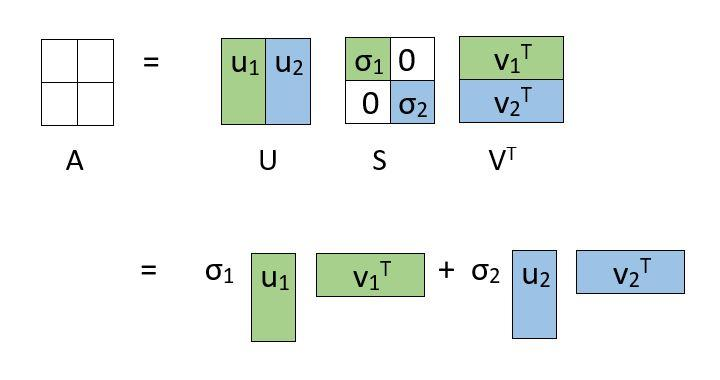 = u₁ u₂ σ₁ 0 v₁ᵀ
0 σ₂ v₂ᵀ
A U S Vᵀ
= σ₁ u₁ v₁ᵀ + σ₂ u₂ v₂ᵀ